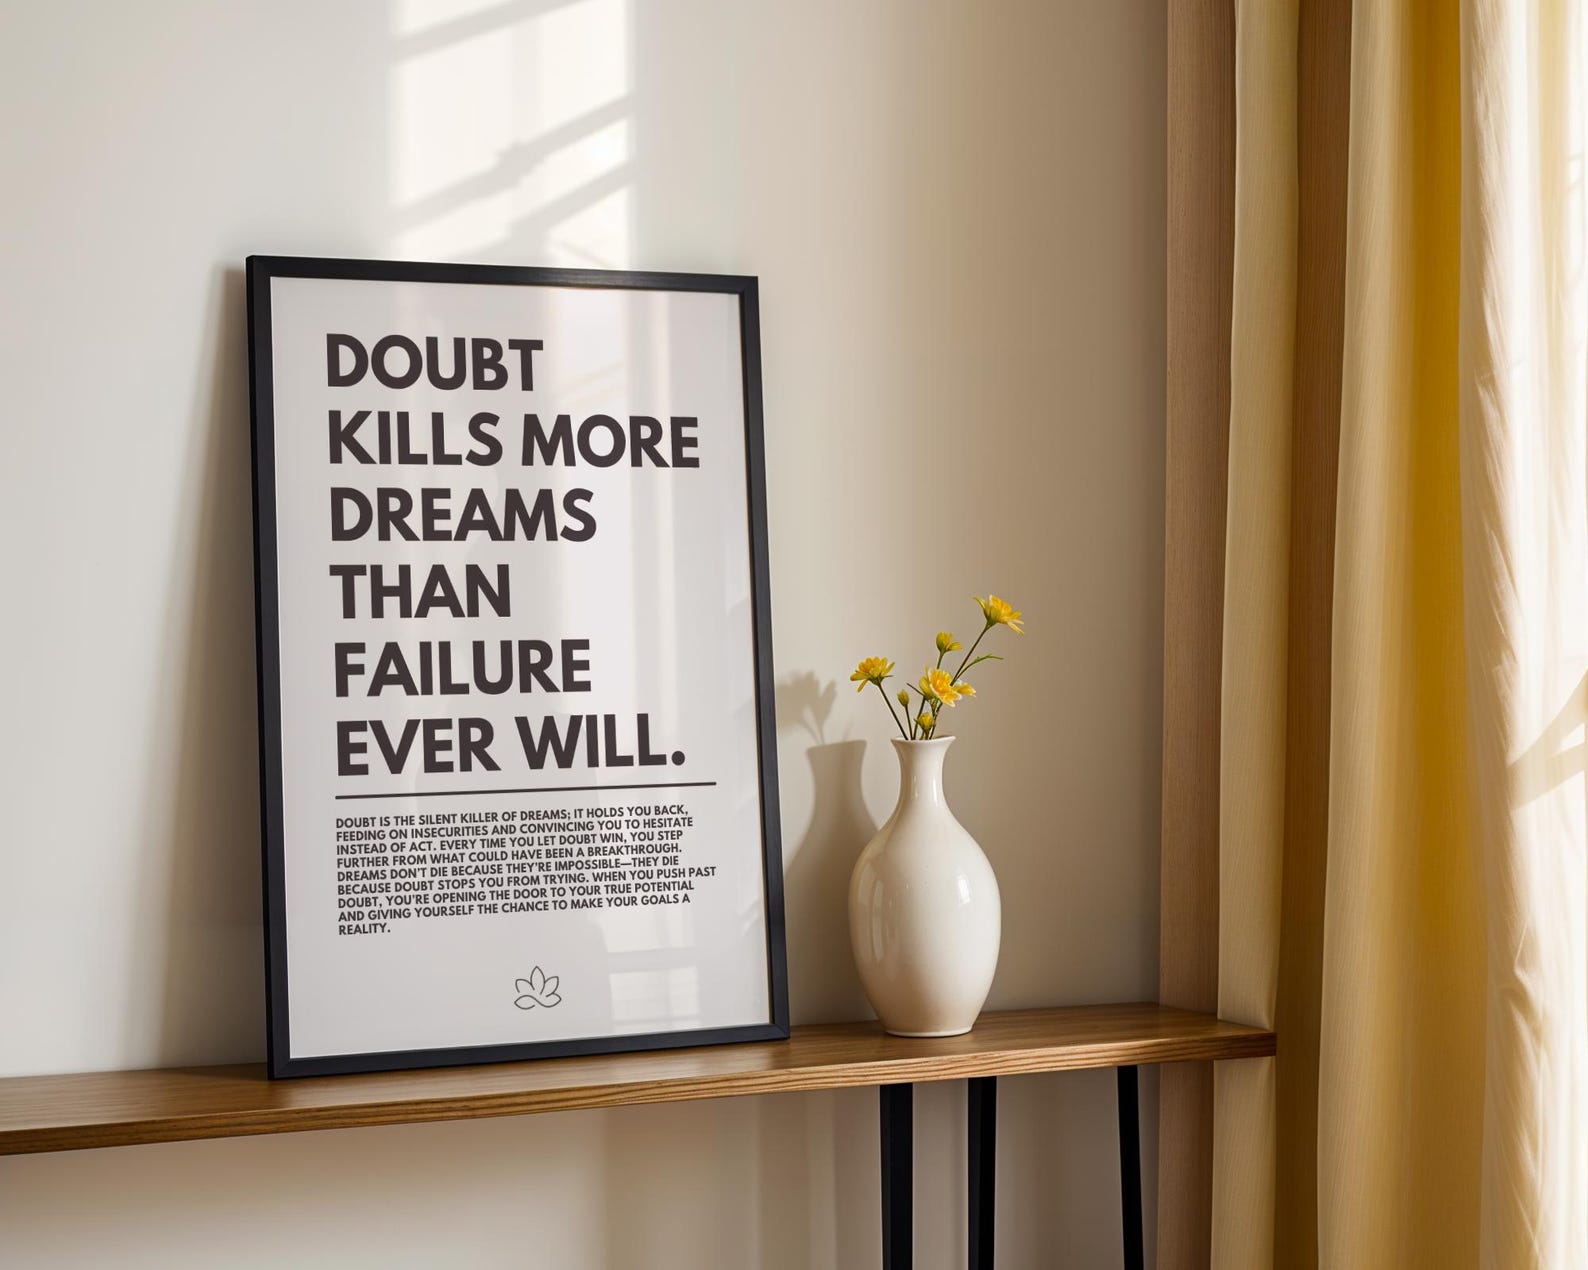 DOUBT
KILLS MORE
DREAMS
THAN
FAILURE
EVER WILL.
DOUBT IS THE SILENT KILLER OF DREAMS; IT HOLDS YOU BACK,
FEEDING ON INSECURITIES AND CONVINCING YOU TO HESITATE
INSTEAD OF ACT. EVERY TIME YOU LET DOUBT WIN, YOU STEP
FURTHER FROM WHAT COULD HAVE BEEN A BREAKTHROUGH.
DREAMS DON'T DIE BECAUSE THEY'RE IMPOSSIBLE—THEY DIE
BECAUSE DOUBT STOPS YOU FROM TRYING. WHEN YOU PUSH PAST
DOUBT, YOU'RE OPENING THE DOOR TO YOUR TRUE POTENTIAL
AND GIVING YOURSELF THE CHANCE TO MAKE YOUR GOALS A
REALITY.